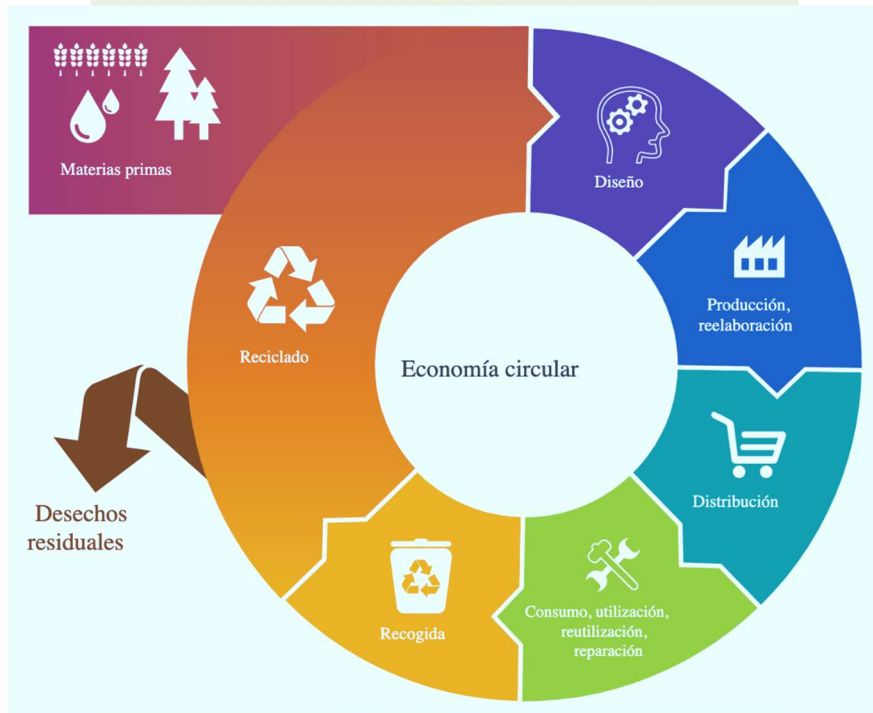 Materias primas
Diseño
Producción,
reelaboración
Distribución
Consumo, utilización,
reutilización,
reparación
Recogida
Reciclado
Economía circular
Desechos
residuales